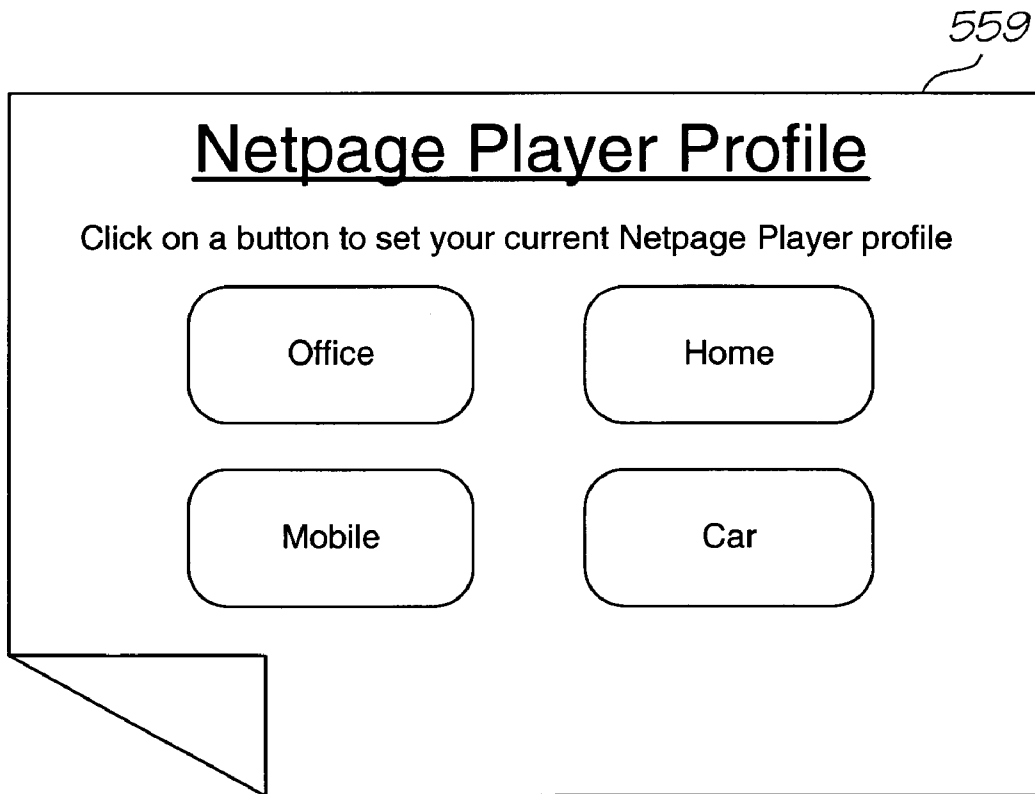 559
Netpage Player Profile
Click on a button to set your current Netpage Player profile
Office Home
Mobile Car